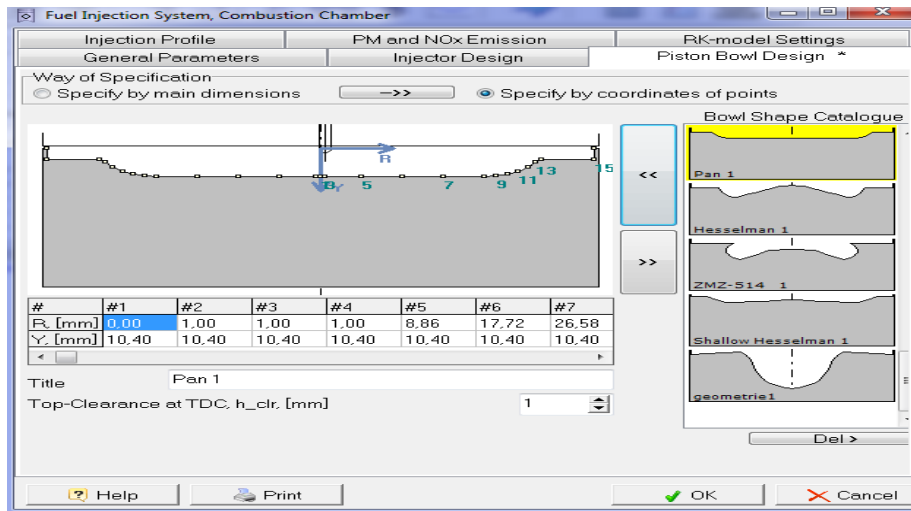 Fuel Injection System, Combustion Chamber
Injection Profile
PM and NOx Emission
RK-model Settings
General Parameters
Injector Design
Piston Bowl Design *
Way of Specification
Specify by main dimensions
—>>
Specify by coordinates of points
Bowl Shape Catalogue
R
Y
5
7
9
11
13
15
<<
>>
Pan 1
Hesselman 1
ZMZ-514 1
Shallow Hesselman 1
geometrie1
# #1 #2 #3 #4 #5 #6 #7
R, [mm] 0,00 1,00 1,00 1,00 8,86 17,72 26,58
Y, [mm] 10,40 10,40 10,40 10,40 10,40 10,40 10,40
Title Pan 1
Top-Clearance at TDC, h_clr, [mm] 1
Del >
Help
Print
OK
Cancel